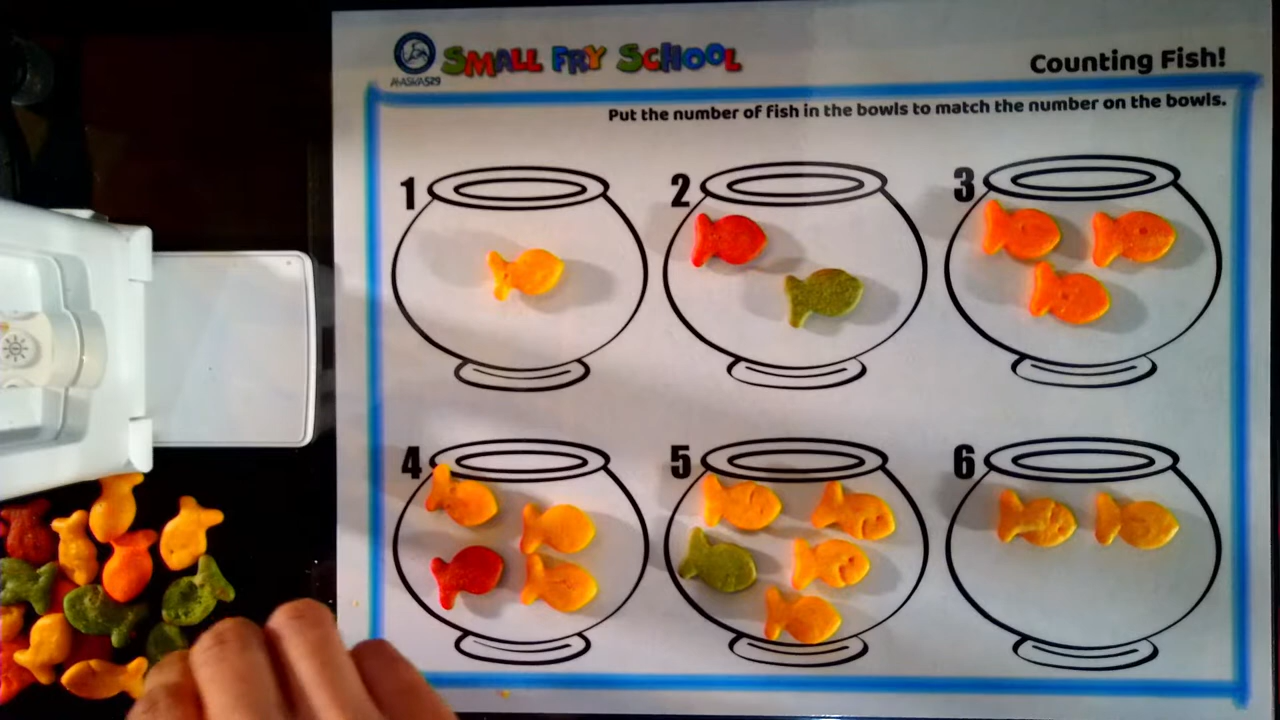 ALASKA529
SMALL FRY SCHOOL
Counting Fish!
Put the number of fish in the bowls to match the number on the bowls.
1
2
3
4
5
6